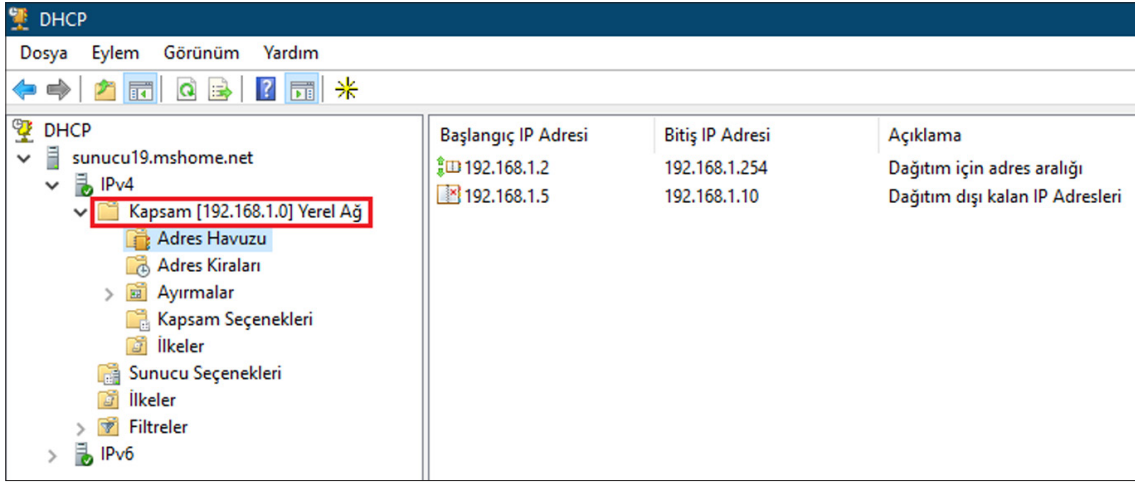 DHCP
Dosya Eylem Görünüm Yardım
DHCP
sunucu19.mshome.net
IPv4
Kapsam [192.168.1.0] Yerel Ağ
Adres Havuzu
Adres Kiraları
Ayırmalar
Kapsam Seçenekleri
İlkeler
Sunucu Seçenekleri
İlkeler
Filtreler
IPv6
Başlangıç IP Adresi Bitiş IP Adresi Açıklama
192.168.1.2 192.168.1.254 Dağıtım için adres aralığı
192.168.1.5 192.168.1.10 Dağıtım dışı kalan IP Adresleri